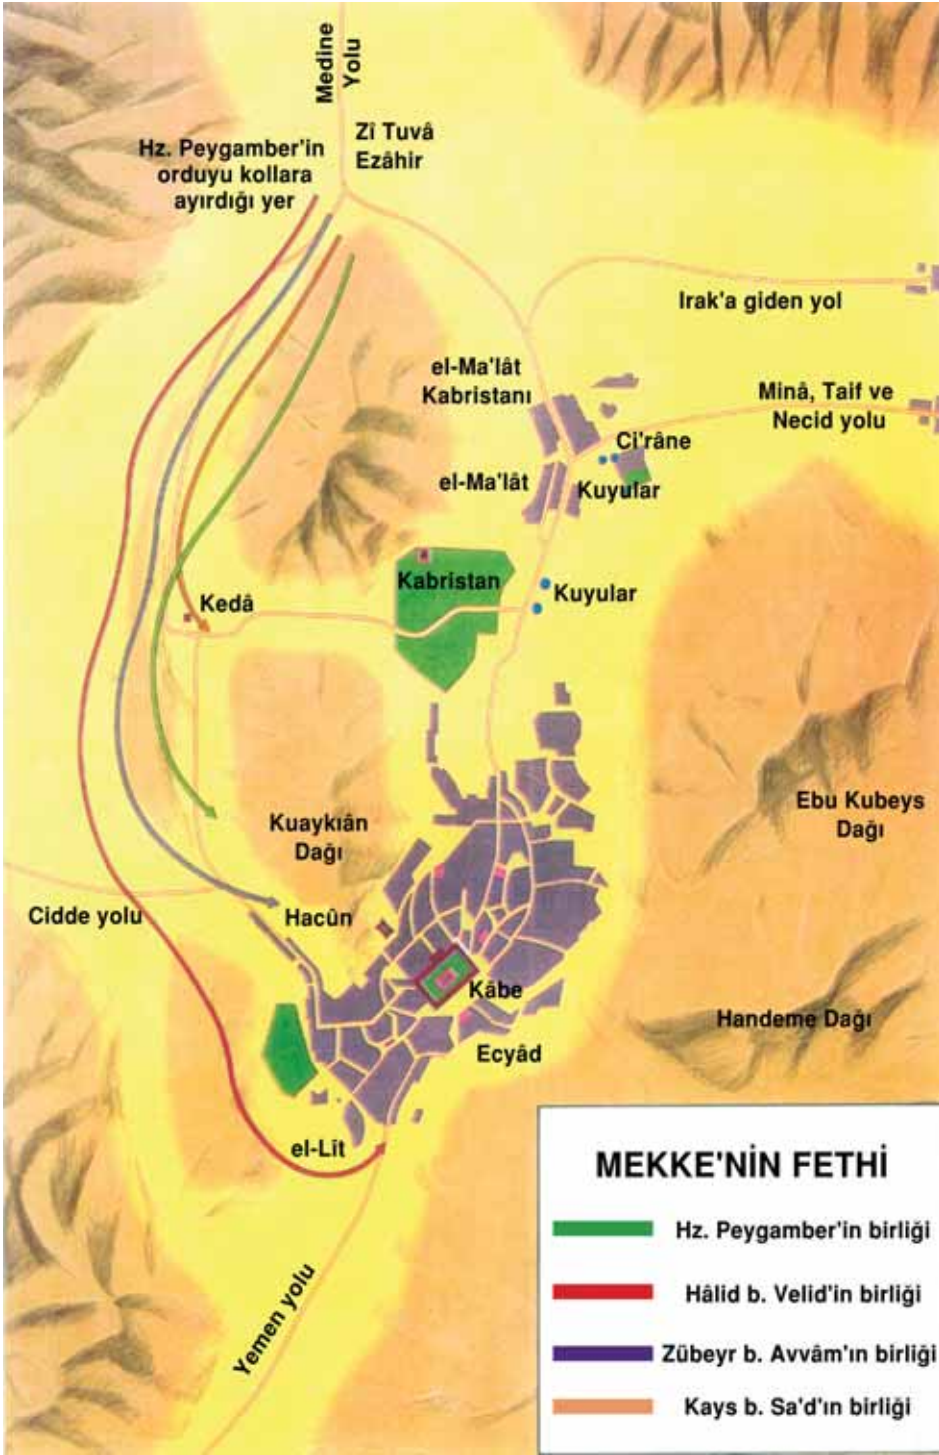 Medine
Yolu
Zî Tuvâ
Ezâhir
Hz. Peygamber'in
orduyu kollara
ayırdığı yer
Irak'a giden yol
el-Ma'lât
Kabristanı
Minâ, Taif ve
Necid yolu
Ci'râne
el-Ma'lât
Kuyular
Kabristan
Kuyular
Kedâ
Ebu Kubeys
Dağı
Kuaykıân
Dağı
Cidde yolu
Hacûn
Kâbe
Handeme Dağı
Ecyâd
el-Lît
Yemen yolu
MEKKE'NİN FETHİ
Hz. Peygamber'in birliği
Hâlid b. Velid'in birliği
Zübeyr b. Avvâm'ın birliği
Kays b. Sa'd'ın birliği